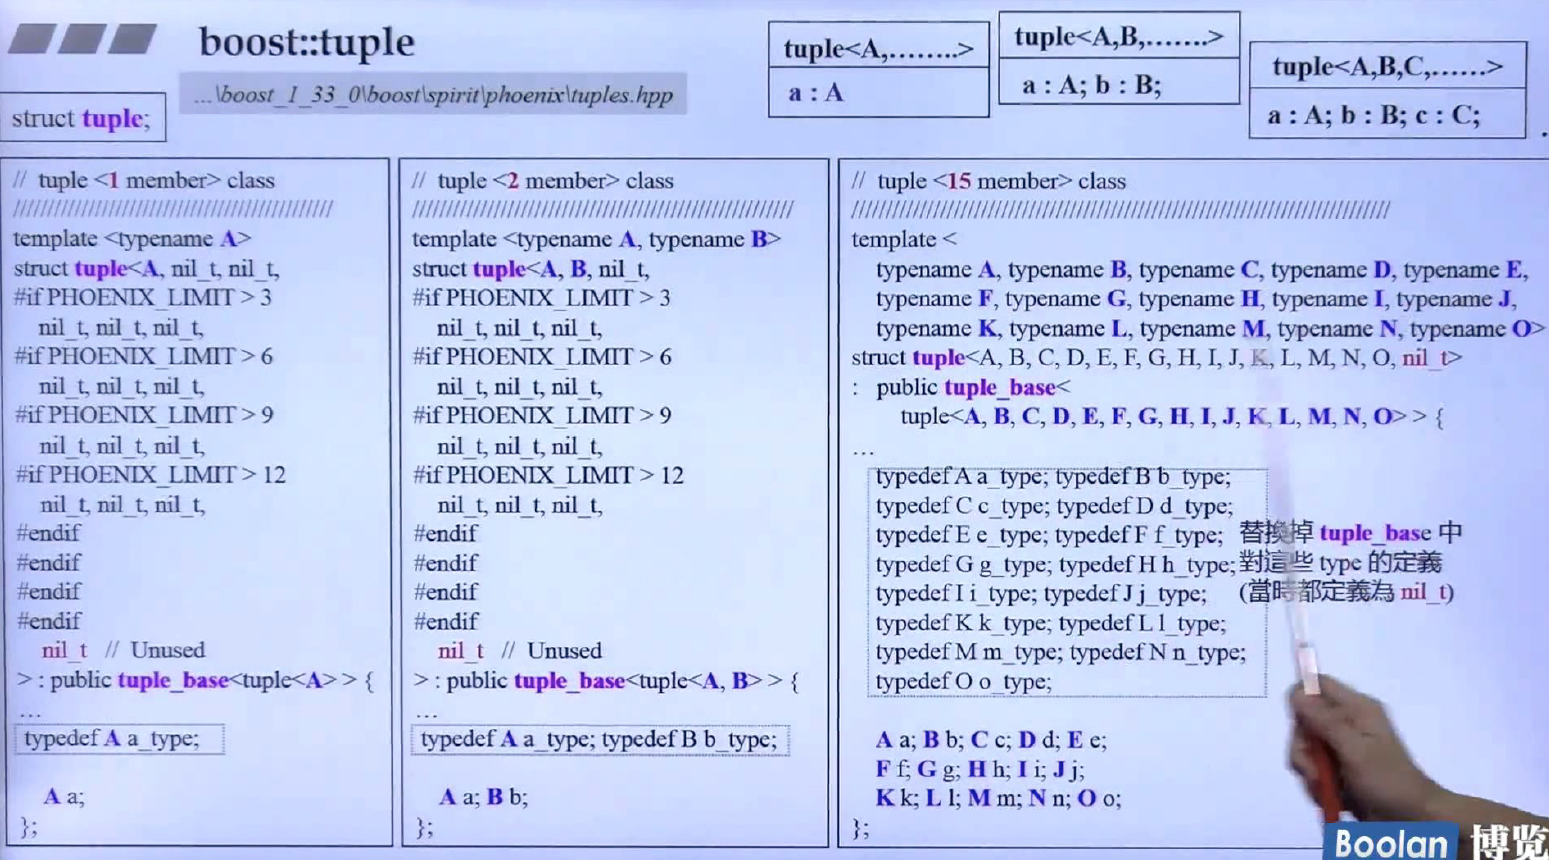 boost::tuple
...\boost_1_33_0\boost\spirit\phoenix\tuples.hpp
struct tuple;
tuple<A,........>
a : A
tuple<A,B,.......>
a : A; b : B;
tuple<A,B,C,......>
a : A; b : B; c : C;
// tuple <1 member> class
////////////////////////////////////////////////
template <typename A>
struct tuple<A, nil_t, nil_t,
#if PHOENIX_LIMIT > 3
nil_t, nil_t, nil_t,
#if PHOENIX_LIMIT > 6
nil_t, nil_t, nil_t,
#if PHOENIX_LIMIT > 9
nil_t, nil_t, nil_t,
#if PHOENIX_LIMIT > 12
nil_t, nil_t, nil_t,
#endif
#endif
#endif
#endif
nil_t // Unused
> : public tuple_base<tuple<A> > {
...
typedef A a_type;
A a;
};
// tuple <2 member> class
/////////////////////////////////////////////////////////
template <typename A, typename B>
struct tuple<A, B, nil_t,
#if PHOENIX_LIMIT > 3
nil_t, nil_t, nil_t,
#if PHOENIX_LIMIT > 6
nil_t, nil_t, nil_t,
#if PHOENIX_LIMIT > 9
nil_t, nil_t, nil_t,
#if PHOENIX_LIMIT > 12
nil_t, nil_t, nil_t,
#endif
#endif
#endif
#endif
nil_t // Unused
> : public tuple_base<tuple<A, B> > {
...
typedef A a_type; typedef B b_type;
A a; B b;
};
// tuple <15 member> class
////////////////////////////////////////////////////////////////////////////////
template <
typename A, typename B, typename C, typename D, typename E,
typename F, typename G, typename H, typename I, typename J,
typename K, typename L, typename M, typename N, typename O>
struct tuple<A, B, C, D, E, F, G, H, I, J, K, L, M, N, O, nil_t>
: public tuple_base<
tuple<A, B, C, D, E, F, G, H, I, J, K, L, M, N, O> > {
...
typedef A a_type; typedef B b_type;
typedef C c_type; typedef D d_type;
typedef E e_type; typedef F f_type;
typedef G g_type; typedef H h_type;
typedef I i_type; typedef J j_type;
typedef K k_type; typedef L l_type;
typedef M m_type; typedef N n_type;
typedef O o_type;
替換掉 tuple_base 中
對這些 type 的定義
(當時都定義為 nil_t)
A a; B b; C c; D d; E e;
F f; G g; H h; I i; J j;
K k; L l; M m; N n; O o;
};
Boolan 博览